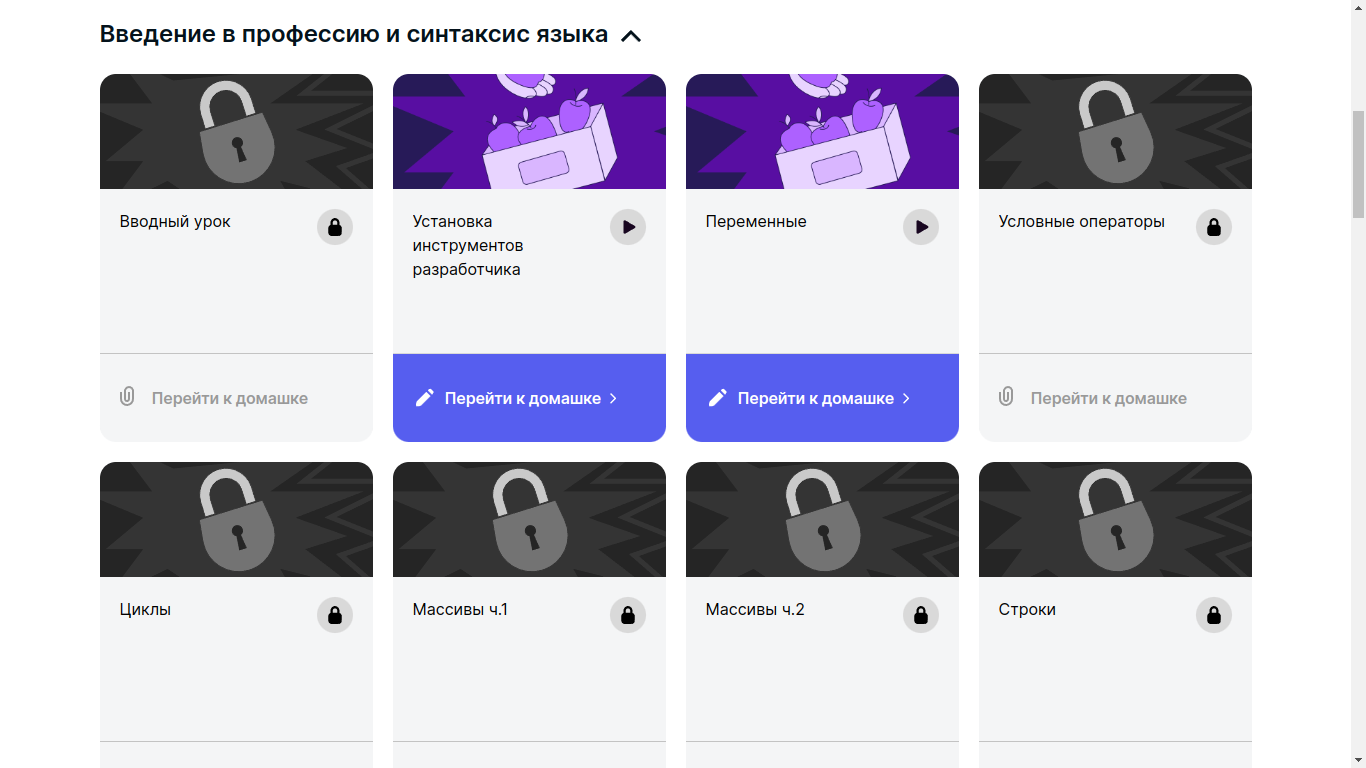 Введение в профессию и синтаксис языка
Вводный урок
Установка
инструментов
разработчика
Переменные
Условные операторы
Перейти к домашке
Перейти к домашке
Перейти к домашке
Перейти к домашке
Циклы
Массивы ч.1
Массивы ч.2
Строки